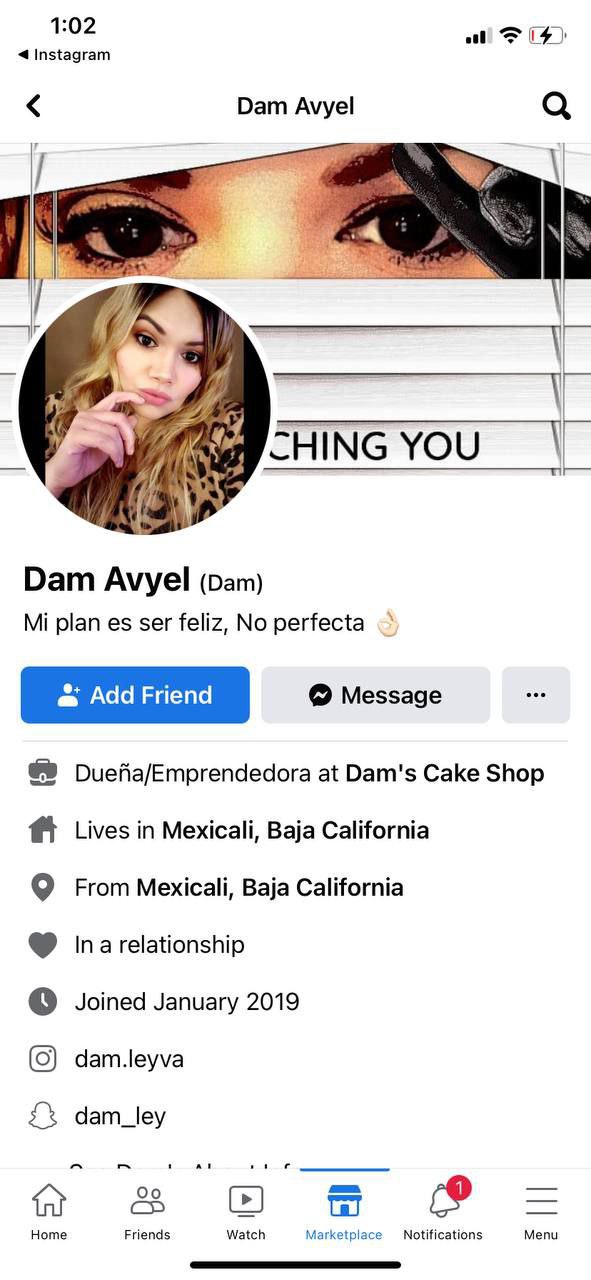 1:02
◀ Instagram
Dam Avyel
CHING YOU
Dam Avyel (Dam)
Mi plan es ser feliz, No perfecta 👌🏻
Add Friend
Message
Dueña/Emprendedora at Dam's Cake Shop
Lives in Mexicali, Baja California
From Mexicali, Baja California
In a relationship
Joined January 2019
dam.leyva
dam_ley
1
Home
Friends
Watch
Marketplace
Notifications
Menu